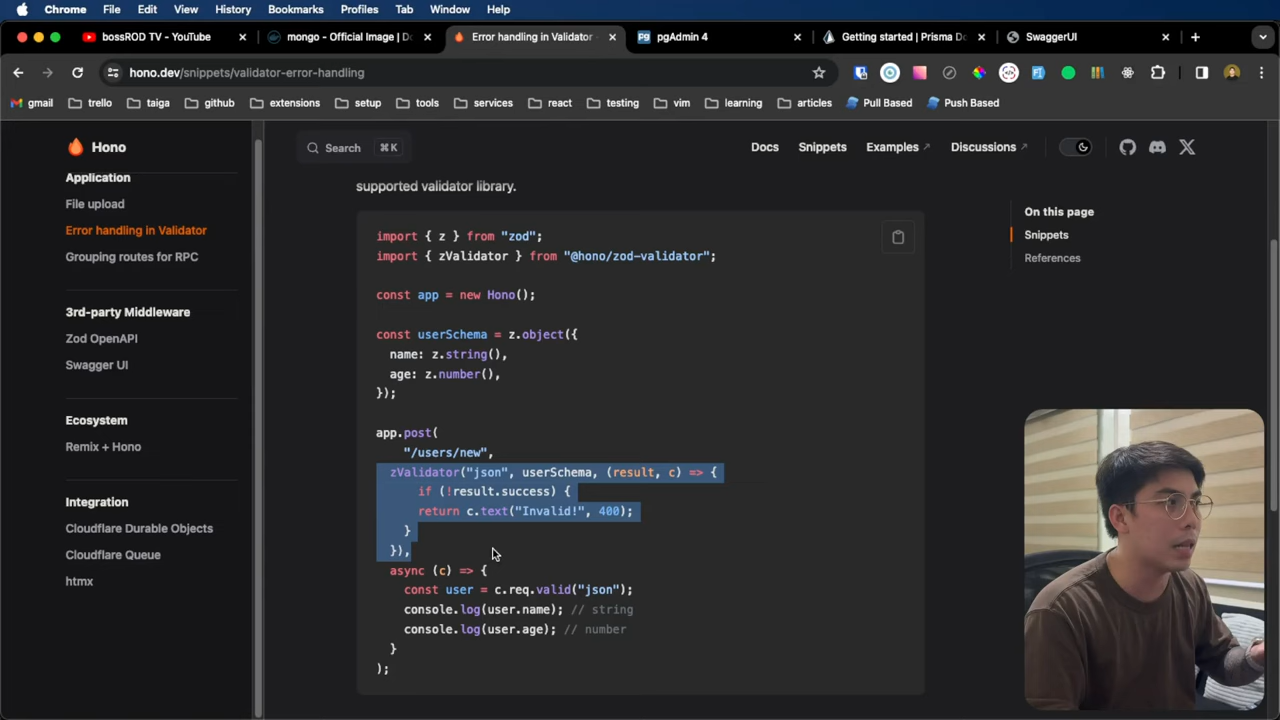 Chrome File Edit View History Bookmarks Profiles Tab Window Help
bossROD TV - YouTube
mongo - Official Image | Do
Error handling in Validator -
pgAdmin 4
Getting started | Prisma Do
SwaggerUI
hono.dev/snippets/validator-error-handling
gmail trello taiga github extensions setup tools services react testing vim learning articles Pull Based Push Based
Hono
Search ⌘K
Docs Snippets Examples Discussions
Application
File upload
Error handling in Validator
Grouping routes for RPC
3rd-party Middleware
Zod OpenAPI
Swagger UI
Ecosystem
Remix + Hono
Integration
Cloudflare Durable Objects
Cloudflare Queue
htmx
supported validator library.
import { z } from "zod";
import { zValidator } from "@hono/zod-validator";
const app = new Hono();
const userSchema = z.object({
name: z.string(),
age: z.number(),
});
app.post(
"/users/new",
zValidator("json", userSchema, (result, c) => {
if (!result.success) {
return c.text("Invalid!", 400);
}
}),
async (c) => {
const user = c.req.valid("json");
console.log(user.name); // string
console.log(user.age); // number
}
);
On this page
Snippets
References